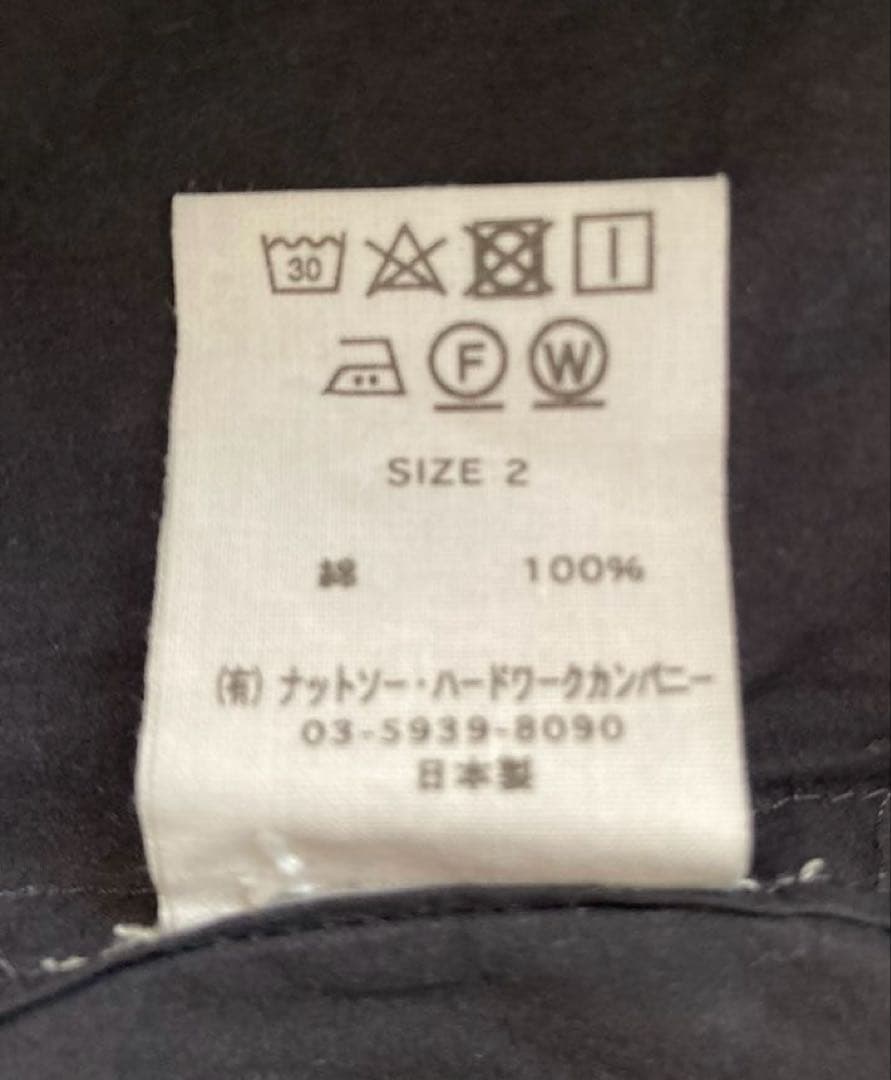 30
F W
SIZE 2
綿 100%
(有) ナットソー・ハードワークカンパニー
03-5939-8090
日本製